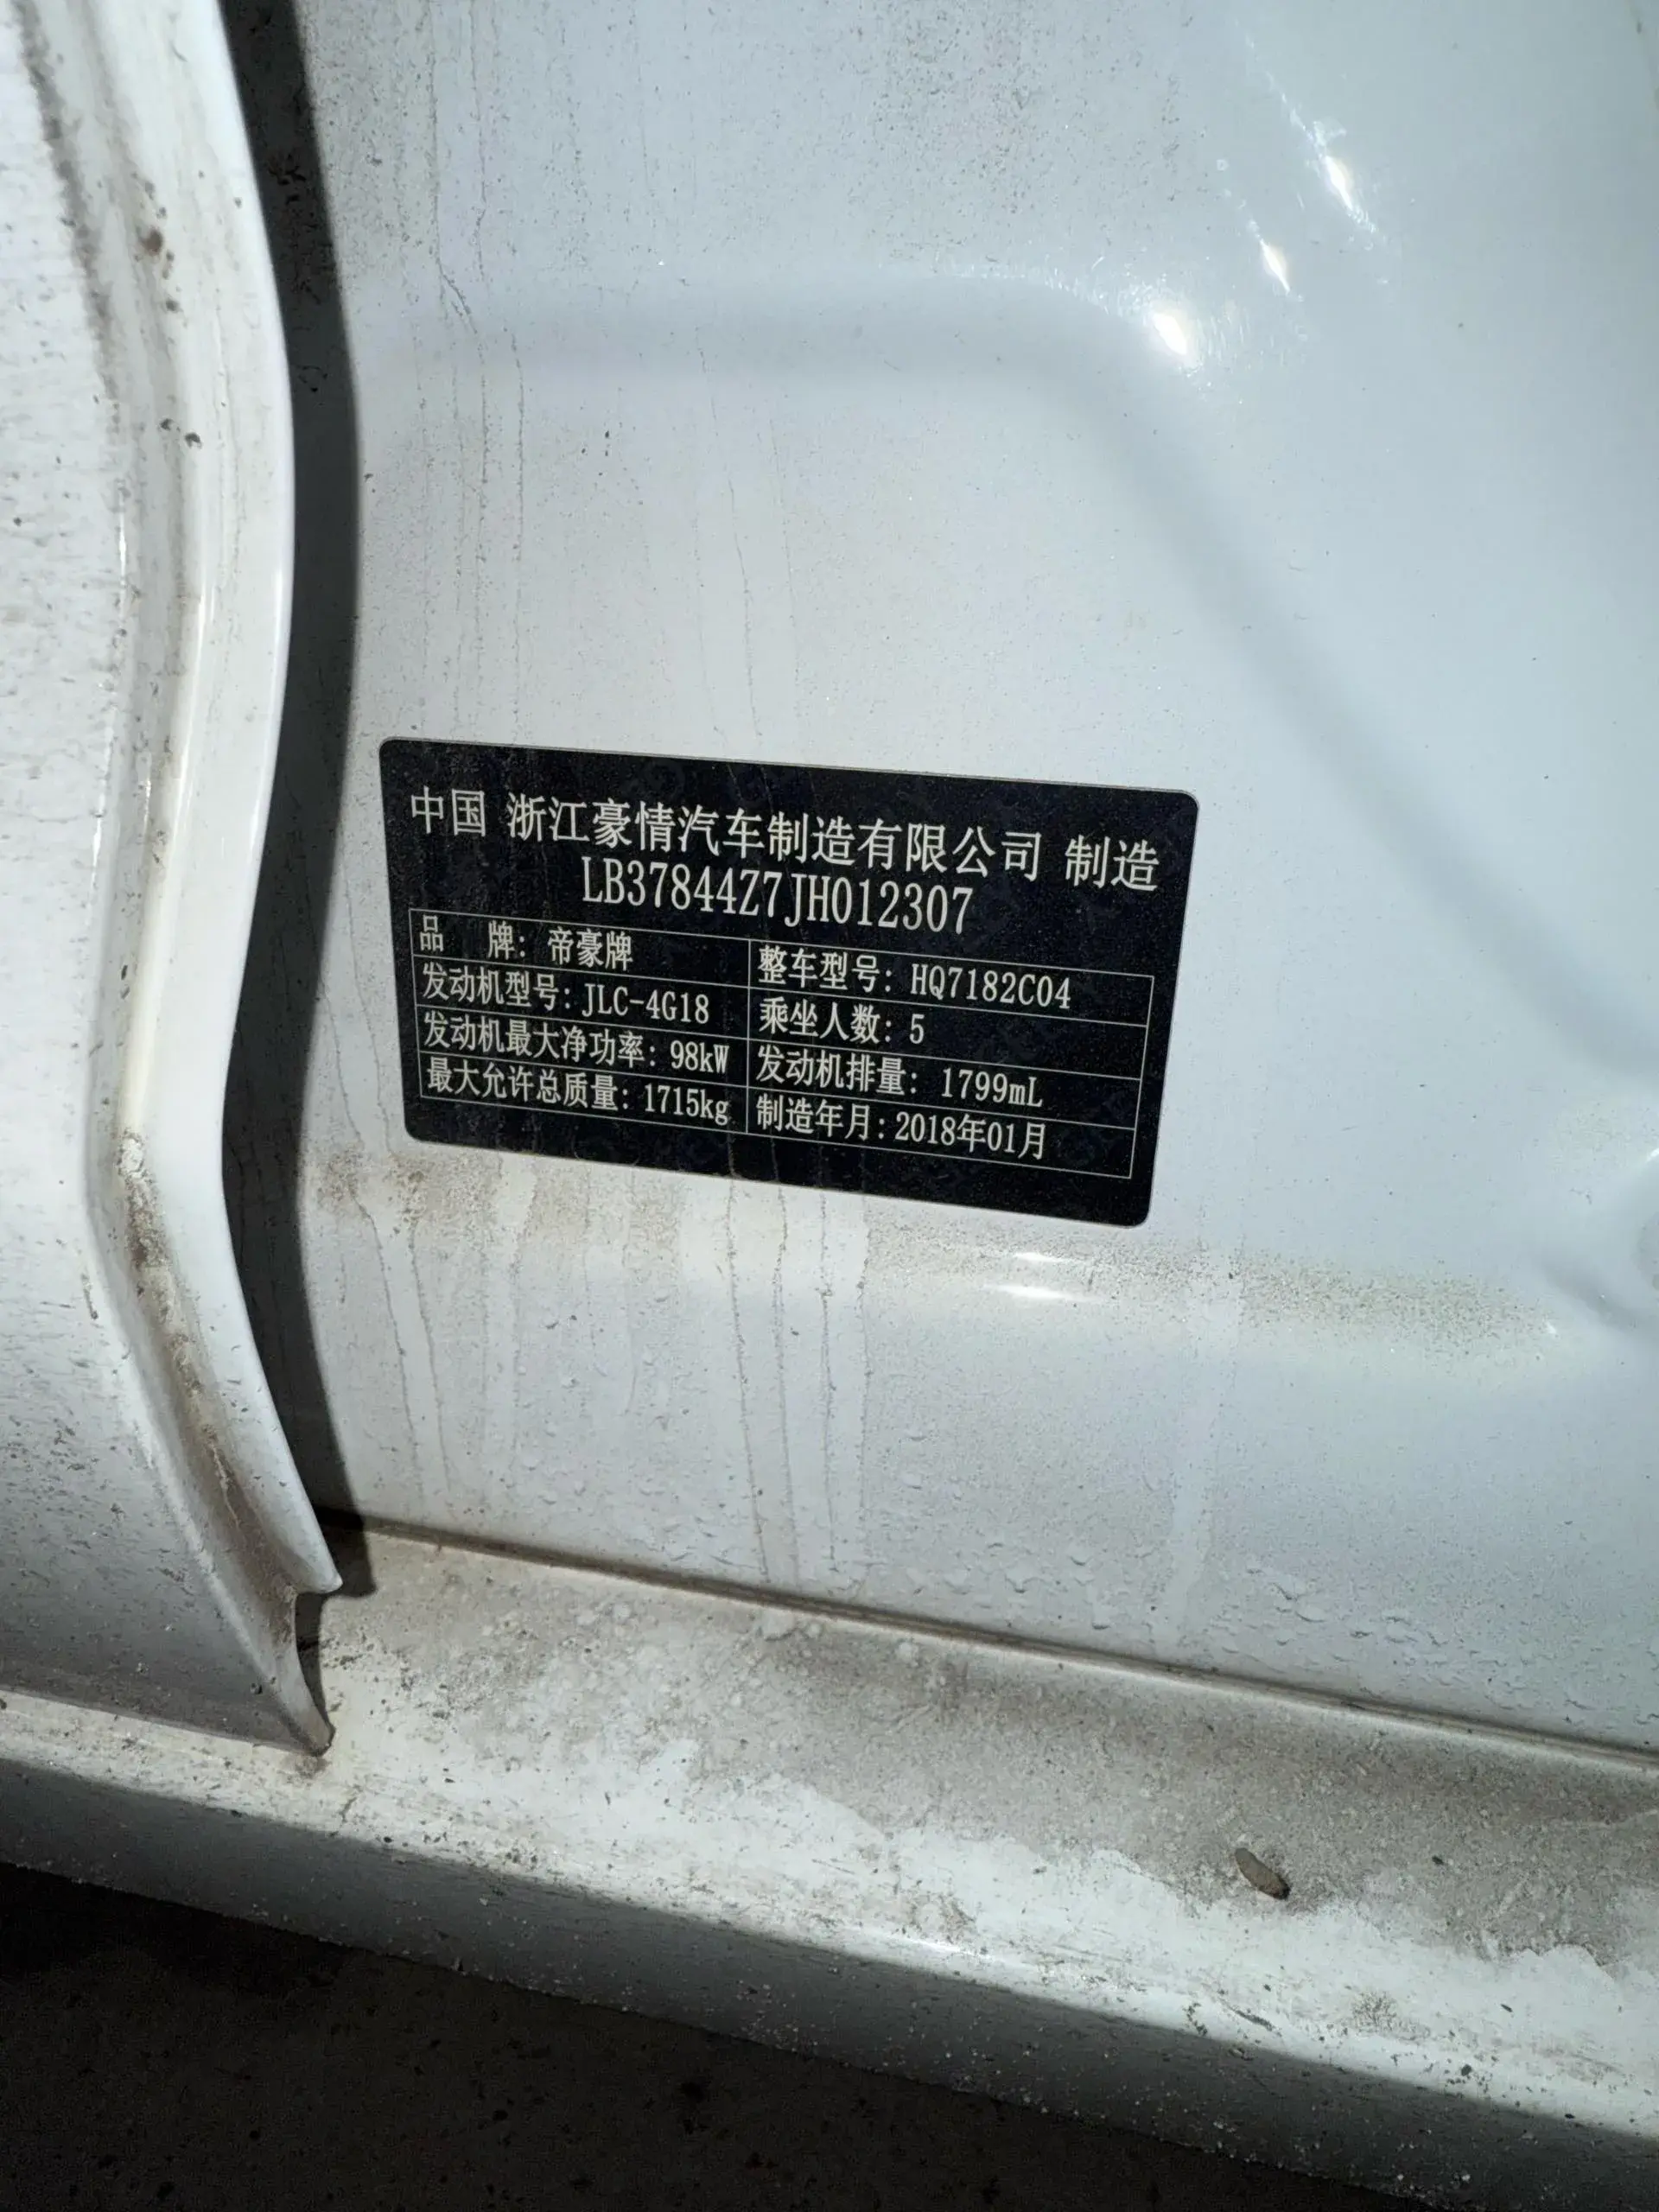 中国 浙江豪情汽车制造有限公司 制造
LB37844Z7JH012307
品 牌: 帝豪牌 整车型号: HQ7182C04
发动机型号: JLC-4G18 乘坐人数: 5
发动机最大净功率: 98kW 发动机排量: 1799mL
最大允许总质量: 1715kg 制造年月: 2018年01月